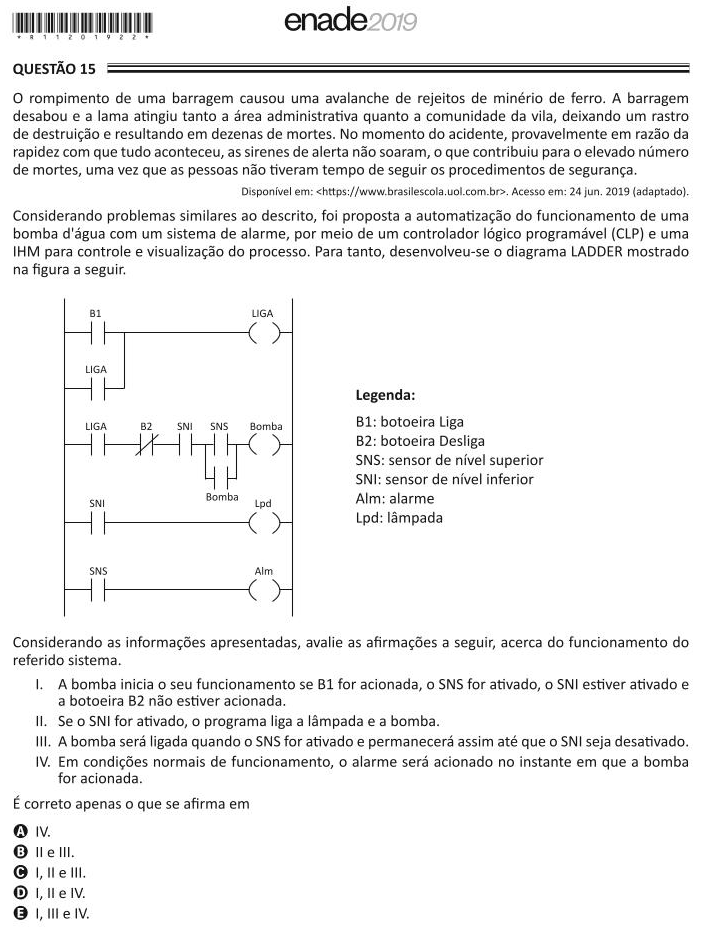 * R 1 1 2 0 1 9 2 2 *
enade2019
QUESTÃO 15
O rompimento de uma barragem causou uma avalanche de rejeitos de minério de ferro. A barragem
desabou e a lama atingiu tanto a área administrativa quanto a comunidade da vila, deixando um rastro
de destruição e resultando em dezenas de mortes. No momento do acidente, provavelmente em razão da
rapidez com que tudo aconteceu, as sirenes de alerta não soaram, o que contribuiu para o elevado número
de mortes, uma vez que as pessoas não tiveram tempo de seguir os procedimentos de segurança.
Disponível em: <https://www.brasilescola.uol.com.br>. Acesso em: 24 jun. 2019 (adaptado).
Considerando problemas similares ao descrito, foi proposta a automatização do funcionamento de uma
bomba d'água com um sistema de alarme, por meio de um controlador lógico programável (CLP) e uma
IHM para controle e visualização do processo. Para tanto, desenvolveu-se o diagrama LADDER mostrado
na figura a seguir.
B1 LIGA
LIGA
LIGA B2 SNI SNS Bomba
Bomba
SNI Lpd
SNS Alm
Legenda:
B1: botoeira Liga
B2: botoeira Desliga
SNS: sensor de nível superior
SNI: sensor de nível inferior
Alm: alarme
Lpd: lâmpada
Considerando as informações apresentadas, avalie as afirmações a seguir, acerca do funcionamento do
referido sistema.
I. A bomba inicia o seu funcionamento se B1 for acionada, o SNS for ativado, o SNI estiver ativado e
a botoeira B2 não estiver acionada.
II. Se o SNI for ativado, o programa liga a lâmpada e a bomba.
III. A bomba será ligada quando o SNS for ativado e permanecerá assim até que o SNI seja desativado.
IV. Em condições normais de funcionamento, o alarme será acionado no instante em que a bomba
for acionada.
É correto apenas o que se afirma em
A IV.
B II e III.
C I, II e III.
D I, II e IV.
E I, III e IV.